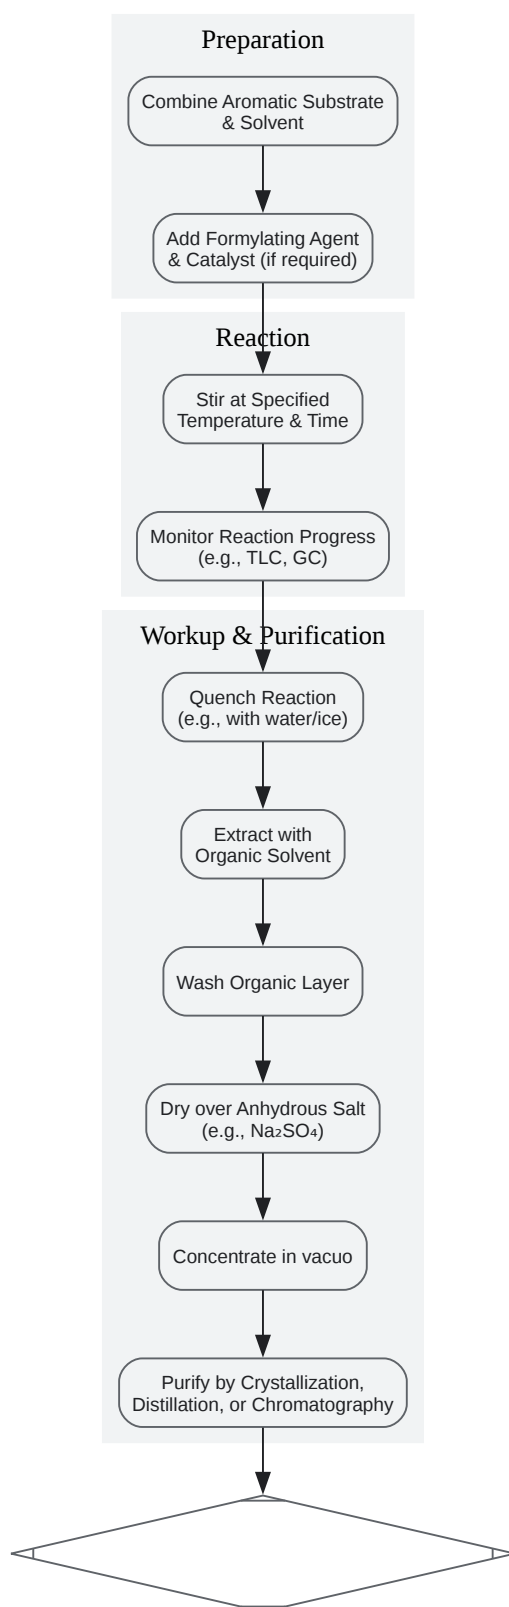 Preparation
Combine Aromatic Substrate
& Solvent
Add Formylating Agent
& Catalyst (if required)
Reaction
Stir at Specified
Temperature & Time
Monitor Reaction Progress
(e.g., TLC, GC)
Workup & Purification
Quench Reaction
(e.g., with water/ice)
Extract with
Organic Solvent
Wash Organic Layer
Dry over Anhydrous Salt
(e.g., Na₂SO₄)
Concentrate in vacuo
Purify by Crystallization,
Distillation, or Chromatography